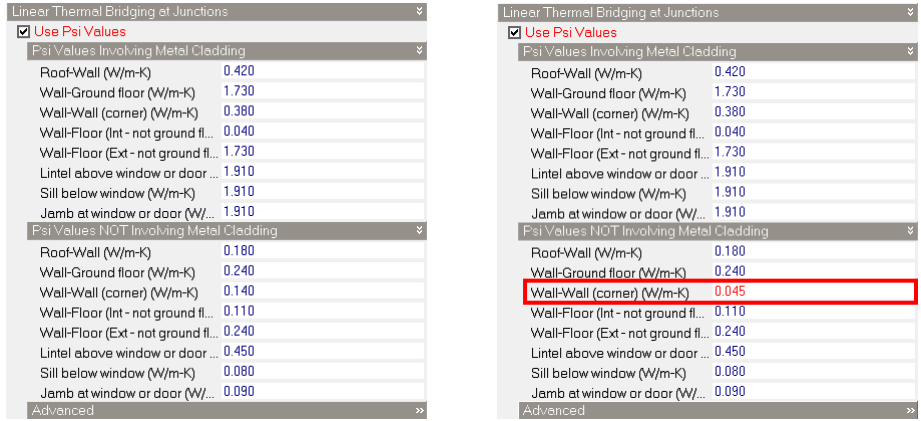 Linear Thermal Bridging at Junctions
Use Psi Values
Psi Values Involving Metal Cladding
Roof-Wall (W/m-K) 0.420
Wall-Ground floor (W/m-K) 1.730
Wall-Wall (corner) (W/m-K) 0.380
Wall-Floor (Int - not ground fl... 0.040
Wall-Floor (Ext - not ground fl... 1.730
Lintel above window or door ... 1.910
Sill below window (W/m-K) 1.910
Jamb at window or door (W/... 1.910
Psi Values NOT Involving Metal Cladding
Roof-Wall (W/m-K) 0.180
Wall-Ground floor (W/m-K) 0.240
Wall-Wall (corner) (W/m-K) 0.140
Wall-Floor (Int - not ground fl... 0.110
Wall-Floor (Ext - not ground fl... 0.240
Lintel above window or door ... 0.450
Sill below window (W/m-K) 0.080
Jamb at window or door (W/... 0.090
Advanced »
Linear Thermal Bridging at Junctions
Use Psi Values
Psi Values Involving Metal Cladding
Roof-Wall (W/m-K) 0.420
Wall-Ground floor (W/m-K) 1.730
Wall-Wall (corner) (W/m-K) 0.380
Wall-Floor (Int - not ground fl... 0.040
Wall-Floor (Ext - not ground fl... 1.730
Lintel above window or door ... 1.910
Sill below window (W/m-K) 1.910
Jamb at window or door (W/... 1.910
Psi Values NOT Involving Metal Cladding
Roof-Wall (W/m-K) 0.180
Wall-Ground floor (W/m-K) 0.240
Wall-Wall (corner) (W/m-K) 0.045
Wall-Floor (Int - not ground fl... 0.110
Wall-Floor (Ext - not ground fl... 0.240
Lintel above window or door ... 0.450
Sill below window (W/m-K) 0.080
Jamb at window or door (W/... 0.090
Advanced »